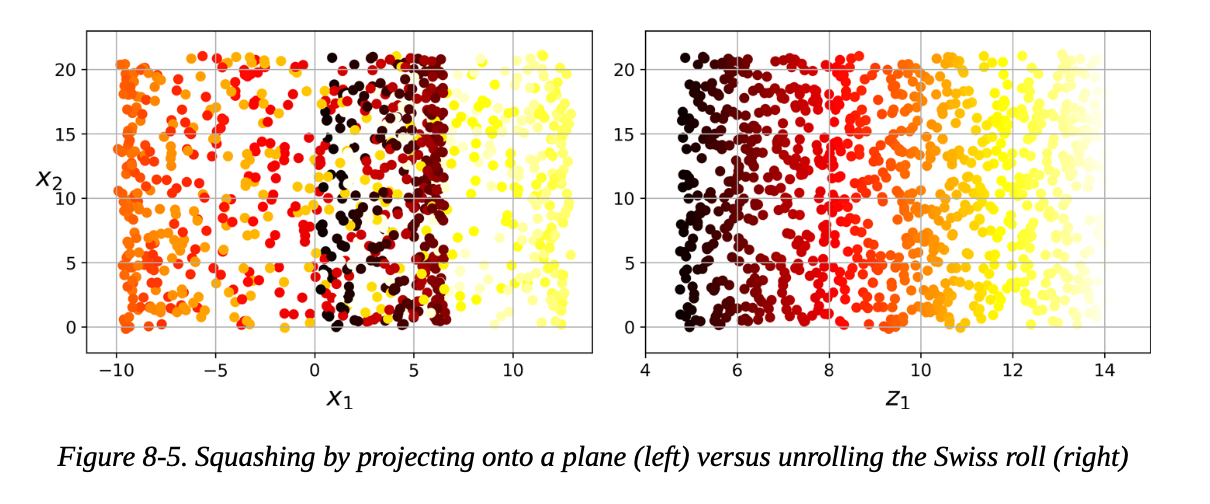 20
15
10
5
0
x₂
−10 −5 0 5 10
x₁
20
15
10
5
0
4 6 8 10 12 14
z₁
Figure 8-5. Squashing by projecting onto a plane (left) versus unrolling the Swiss roll (right)